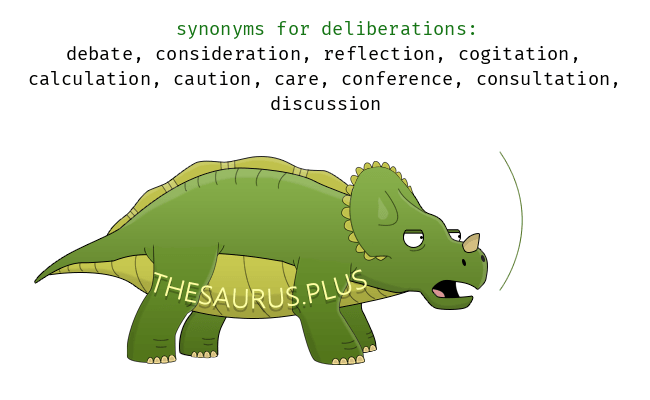 synonyms for deliberations:
debate, consideration, reflection, cogitation,
calculation, caution, care, conference, consultation,
discussion
THESAURUS.PLUS